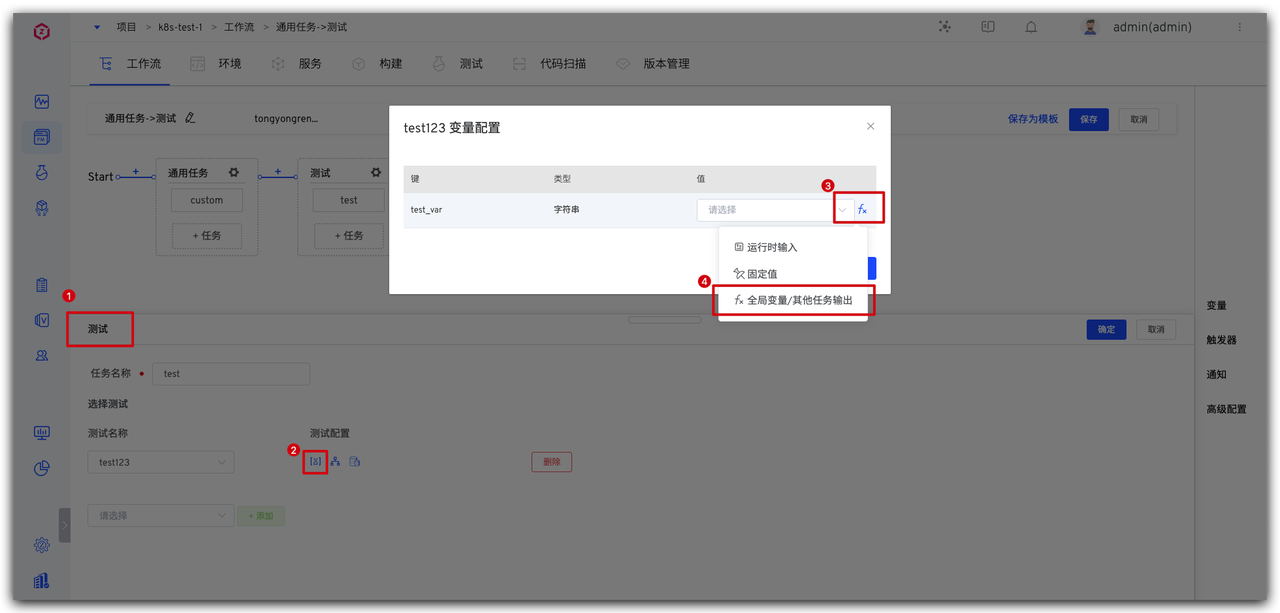 项目 > k8s-test-1 > 工作流 > 通用任务->测试
admin(admin)
工作流 环境 服务 构建 测试 代码扫描 版本管理
通用任务->测试 tongyongren...
保存为模板 保存 取消
Start
通用任务
custom
+ 任务
测试
test
+ 任务
test123 变量配置
键 类型 值
3
test_var 字符串 请选择 fx
运行时输入
固定值
4
fx 全局变量/其他任务输出
1
测试
确定 取消
任务名称 test
选择测试
测试名称 测试配置
2
test123 删除
请选择 + 添加
变量
触发器
通知
高级配置